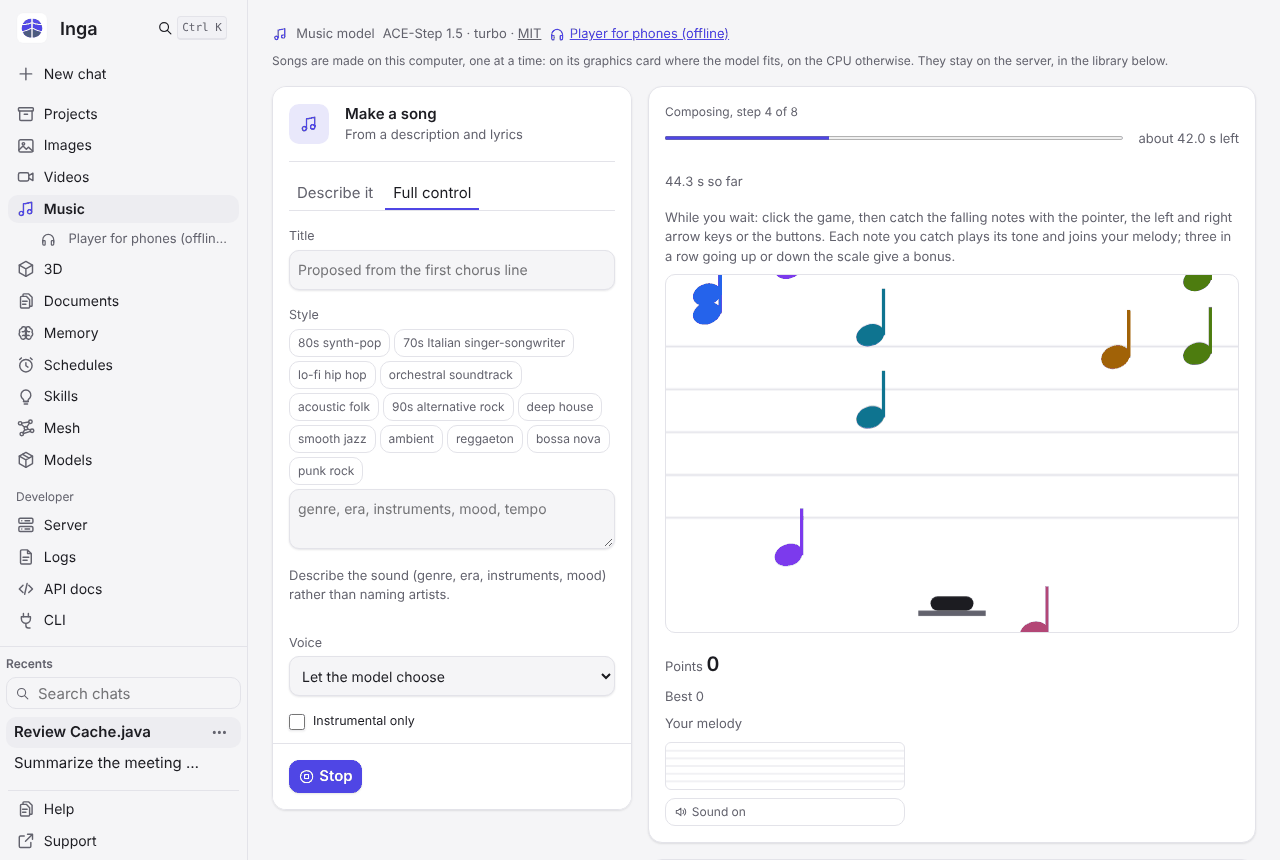 Inga
Ctrl K
New chat
Projects
Images
Videos
Music
Player for phones (offlin...
3D
Documents
Memory
Schedules
Skills
Mesh
Models
Developer
Server
Logs
API docs
CLI
Recents
Search chats
Review Cache.java
Summarize the meeting ...
Help
Support
Music model ACE-Step 1.5 · turbo · MIT Player for phones (offline)
Songs are made on this computer, one at a time: on its graphics card where the model fits, on the CPU otherwise. They stay on the server, in the library below.
Make a song
From a description and lyrics
Describe it Full control
Title
Proposed from the first chorus line
Style
80s synth-pop 70s Italian singer-songwriter
lo-fi hip hop orchestral soundtrack
acoustic folk 90s alternative rock deep house
smooth jazz ambient reggaeton bossa nova
punk rock
genre, era, instruments, mood, tempo
Describe the sound (genre, era, instruments, mood)
rather than naming artists.
Voice
Let the model choose
Instrumental only
Stop
Composing, step 4 of 8
about 42.0 s left
44.3 s so far
While you wait: click the game, then catch the falling notes with the pointer, the left and right
arrow keys or the buttons. Each note you catch plays its tone and joins your melody; three in
a row going up or down the scale give a bonus.
Points 0
Best 0
Your melody
Sound on